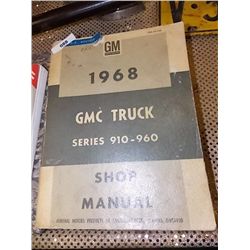 GM
1968
GMC TRUCK
SERIES 910-960
SHOP
MANUAL